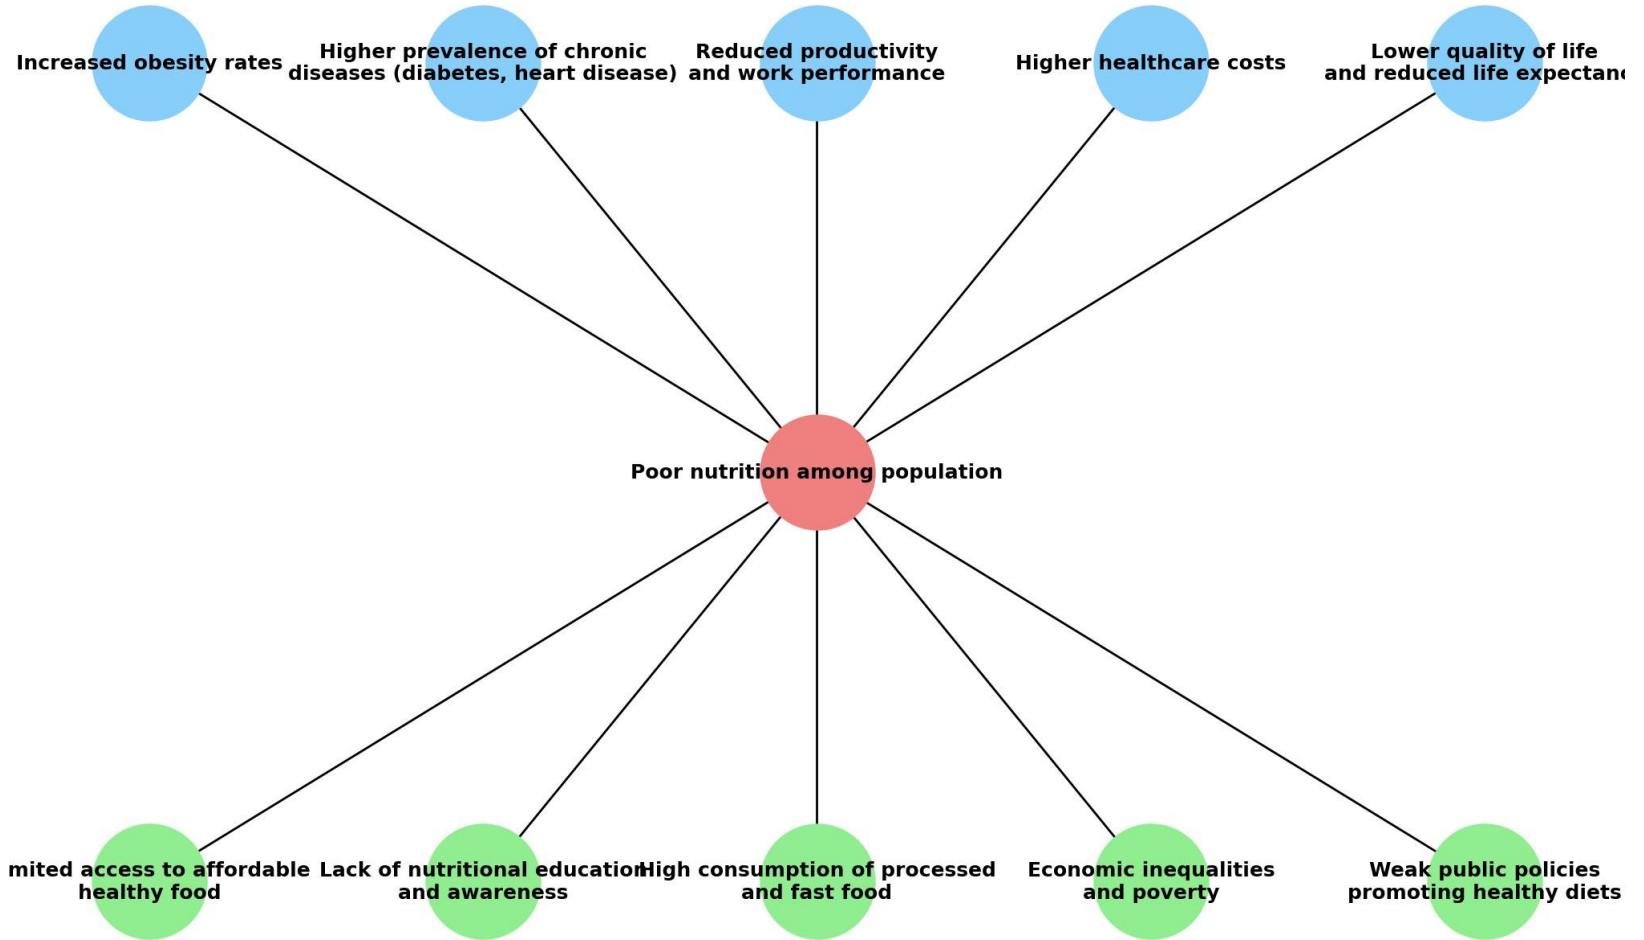 Increased obesity rates
Higher prevalence of chronic
diseases (diabetes, heart disease)
Reduced productivity
and work performance
Higher healthcare costs
Lower quality of life
and reduced life expectanc
Poor nutrition among population
mited access to affordable
healthy food
Lack of nutritional education
and awareness
High consumption of processed
and fast food
Economic inequalities
and poverty
Weak public policies
promoting healthy diets